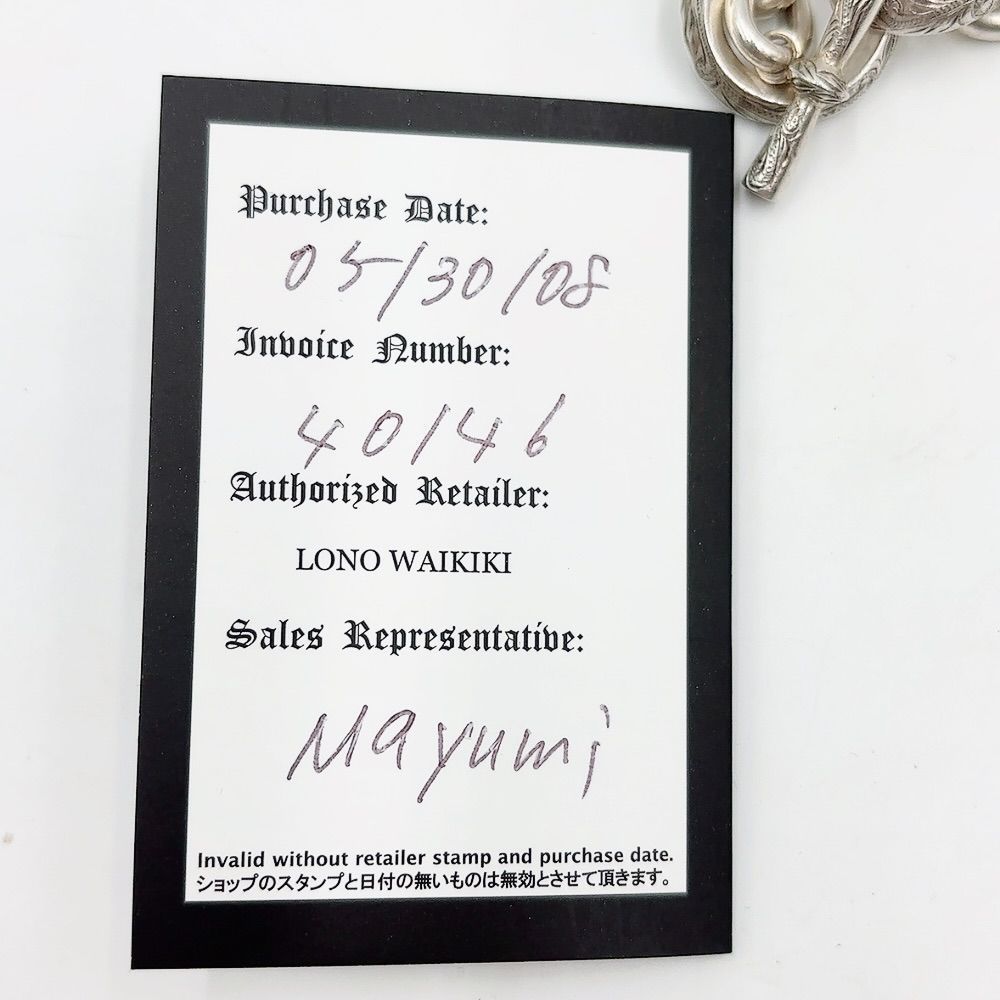 Purchase Date:
05/30/08
Invoice Number:
40146
Authorized Retailer:
LONO WAIKIKI
Sales Representative:
Mayumi
Invalid without retailer stamp and purchase date.
ショップのスタンプと日付の無いものは無効とさせて頂きます。